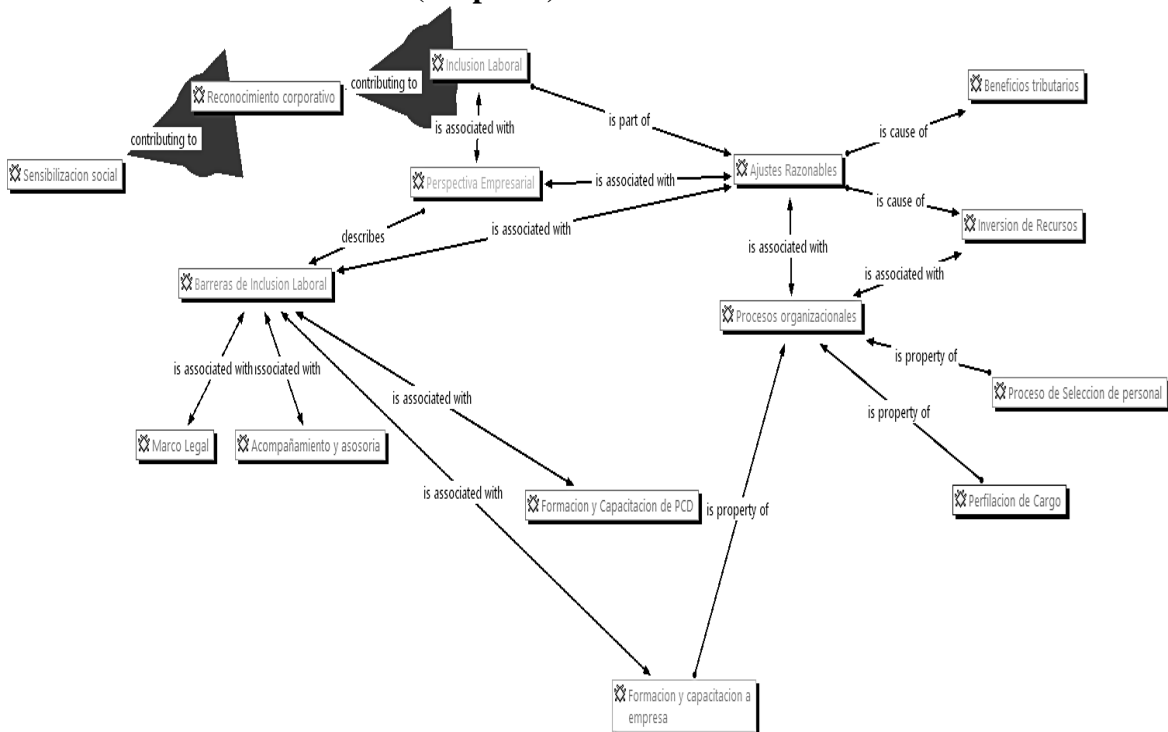 Inclusion Laboral
contributing to
Reconocimiento corporativo
contributing to
Sensibilizacion social
is associated with
is part of
Beneficios tributarios
is cause of
Ajustes Razonables
is associated with
Perspectiva Empresarial
is cause of
Inversion de Recursos
describes
is associated with
is associated with
is associated with
Barreras de Inclusion Laboral
Procesos organizacionales
is property of
Proceso de Seleccion de personal
is associated with
is associated with
is associated with
is property of
Marco Legal
Acompañamiento y asosoria
is associated with
Formacion y Capacitacion de PCD
is property of
Perfilacion de Cargo
Formacion y capacitacion a
empresa